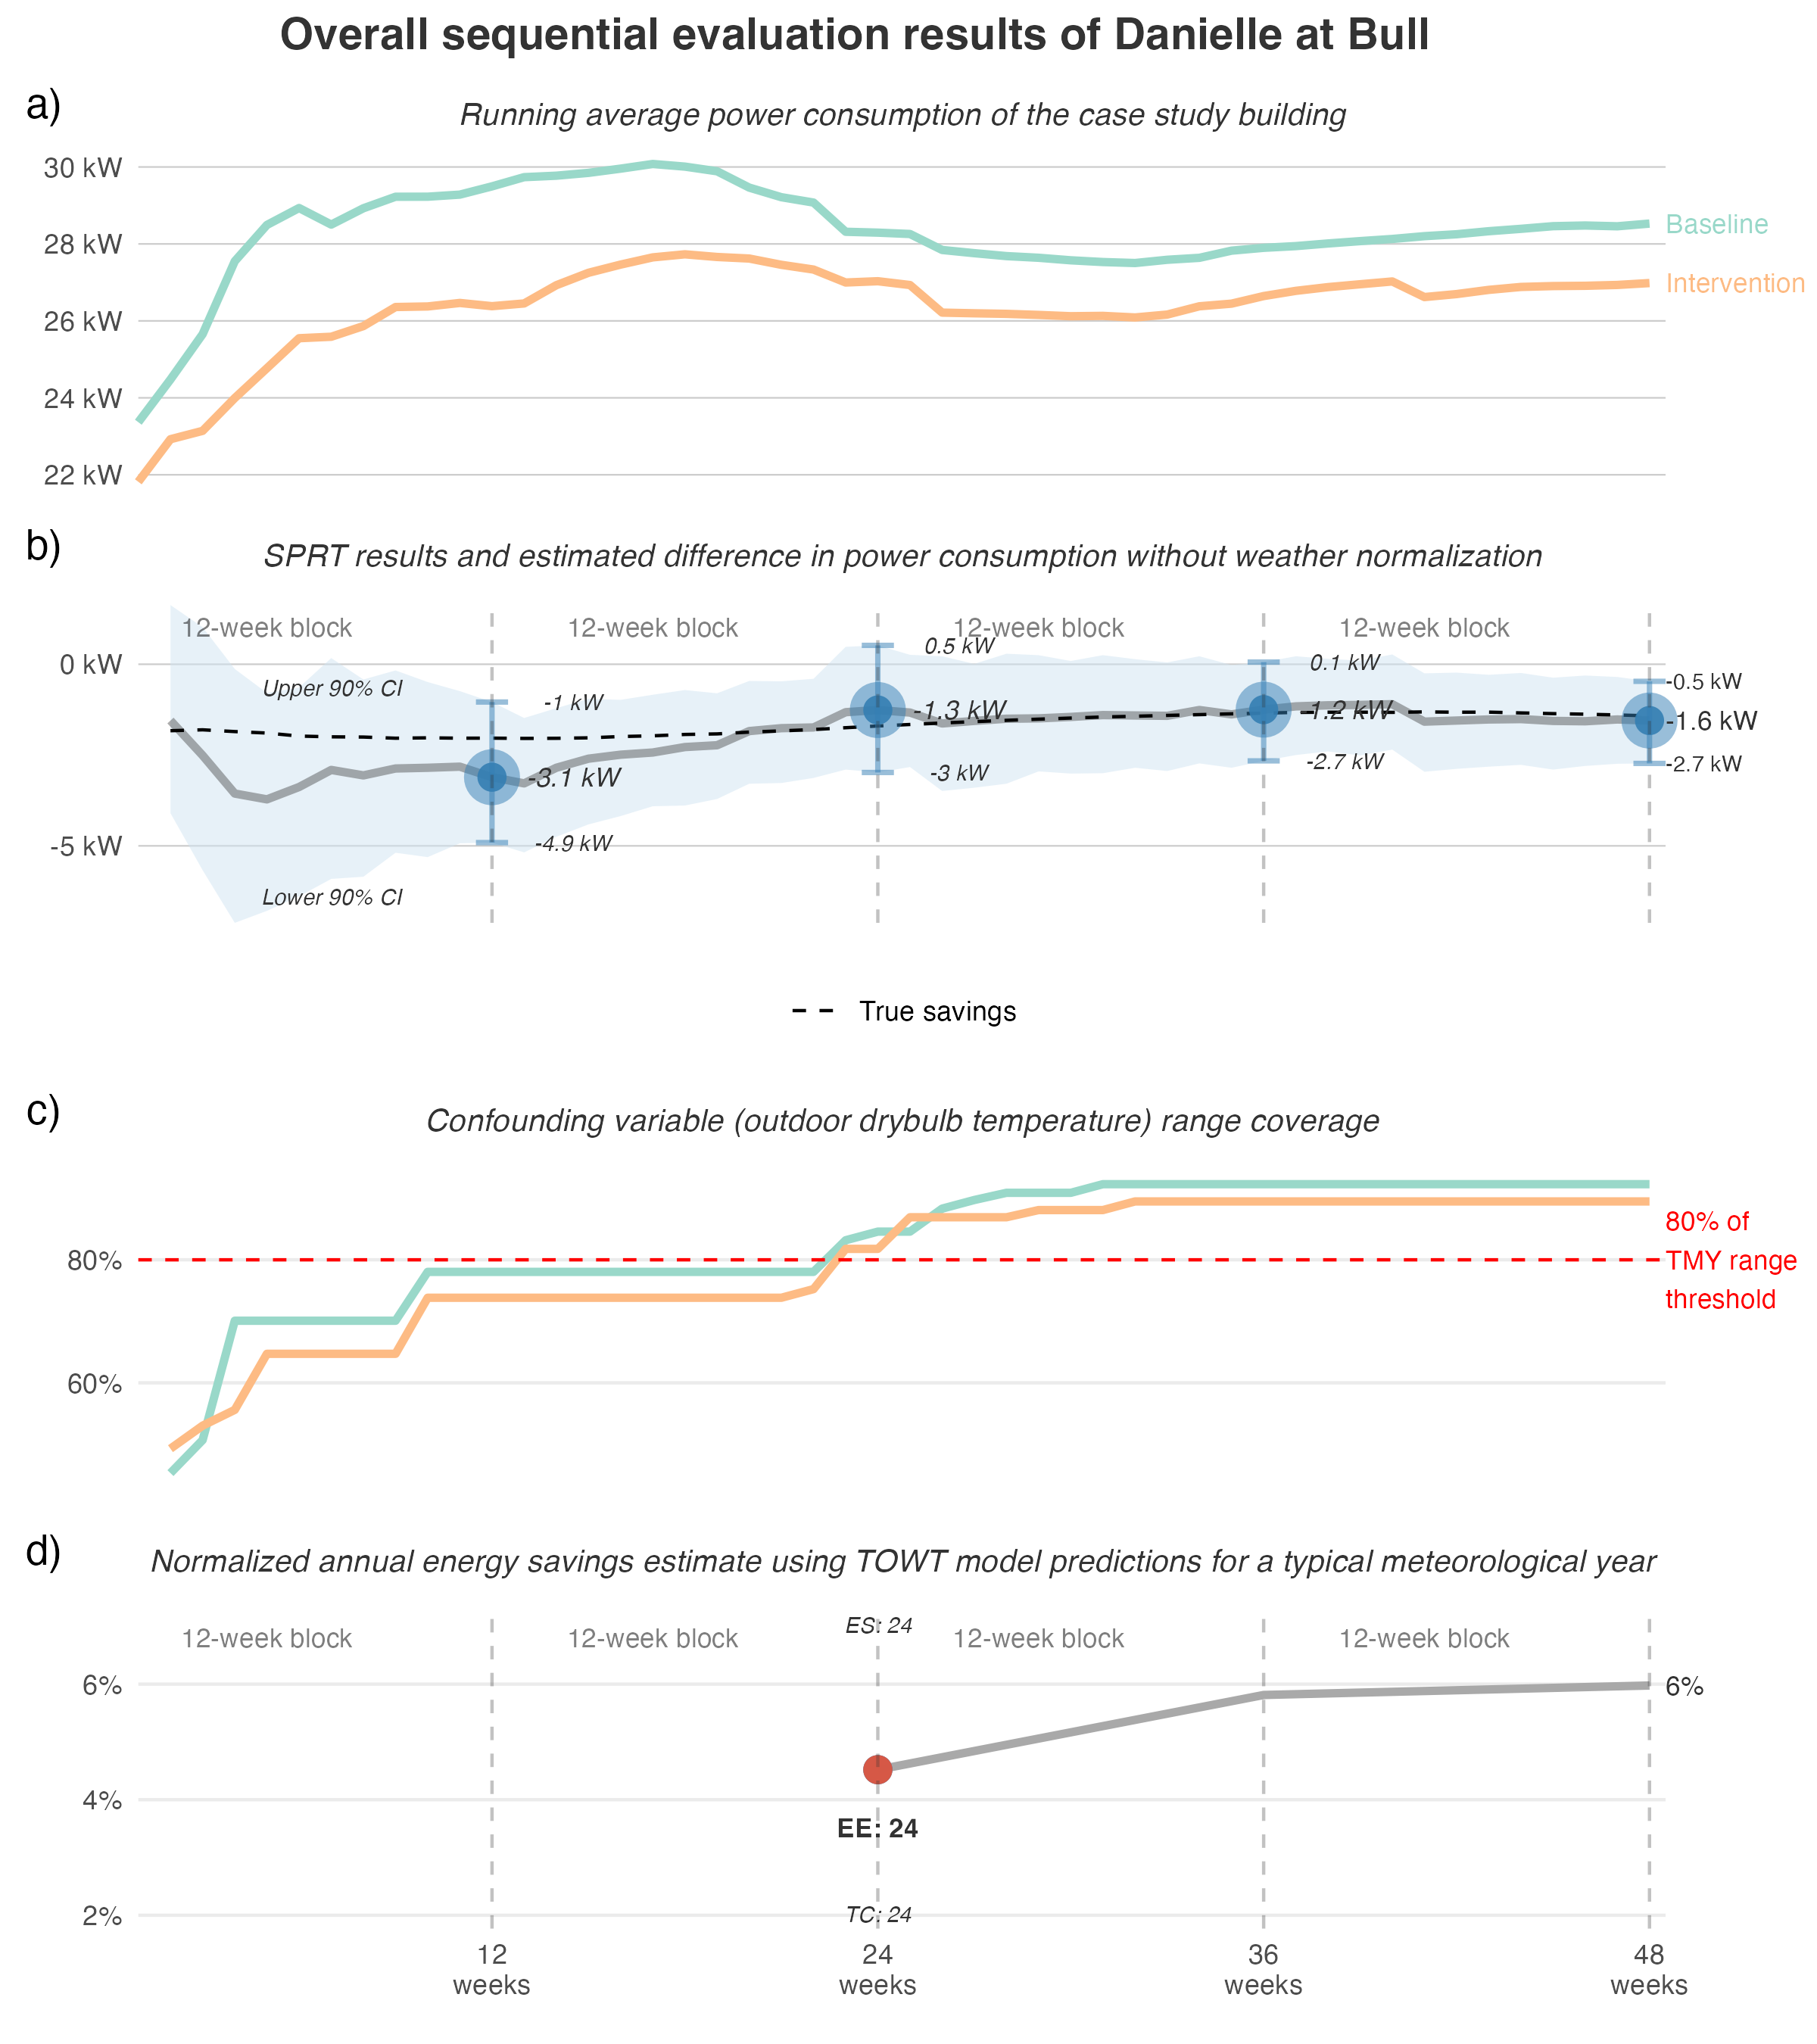 Overall sequential evaluation results of Danielle at Bull
a)
Running average power consumption of the case study building
30 kW
28 kW
26 kW
24 kW
22 kW
Baseline
Intervention
b)
SPRT results and estimated difference in power consumption without weather normalization
12-week block
12-week block
12-week block
12-week block
0 kW
-5 kW
Upper 90% CI
Lower 90% CI
-1 kW
-3.1 kW
-4.9 kW
0.5 kW
-1.3 kW
-3 kW
0.1 kW
-1.2 kW
-2.7 kW
-0.5 kW
-1.6 kW
-2.7 kW
True savings
c)
Confounding variable (outdoor drybulb temperature) range coverage
80%
60%
80% of
TMY range
threshold
d)
Normalized annual energy savings estimate using TOWT model predictions for a typical meteorological year
12-week block
12-week block
ES: 24
12-week block
12-week block
6%
4%
2%
6%
EE: 24
TC: 24
12
weeks
24
weeks
36
weeks
48
weeks